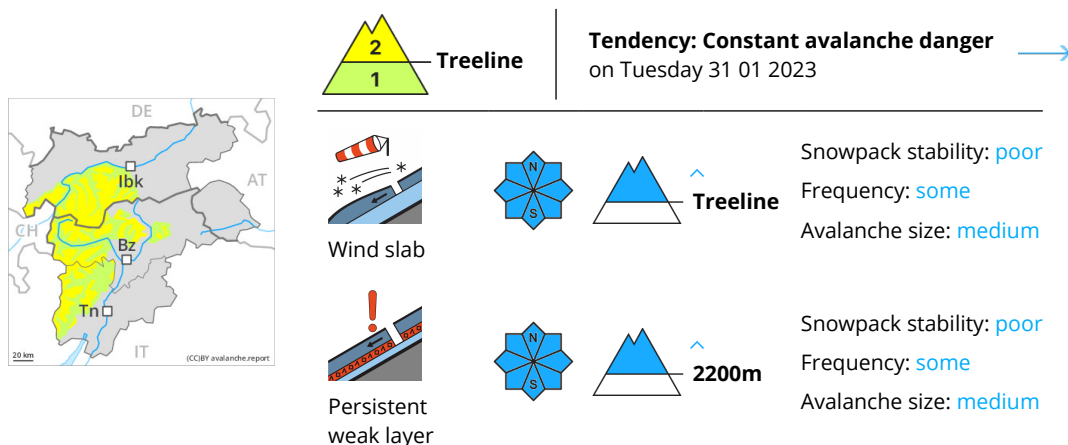 2
1
Treeline
Tendency: Constant avalanche danger
on Tuesday 31 01 2023
DE
AT
CH
IT
Ibk
Bz
Tn
20 km
(CC)BY avalanche.report
Wind slab
N
S
Treeline
Snowpack stability: poor
Frequency: some
Avalanche size: medium
Persistent
weak layer
N
S
2200m
Snowpack stability: poor
Frequency: some
Avalanche size: medium